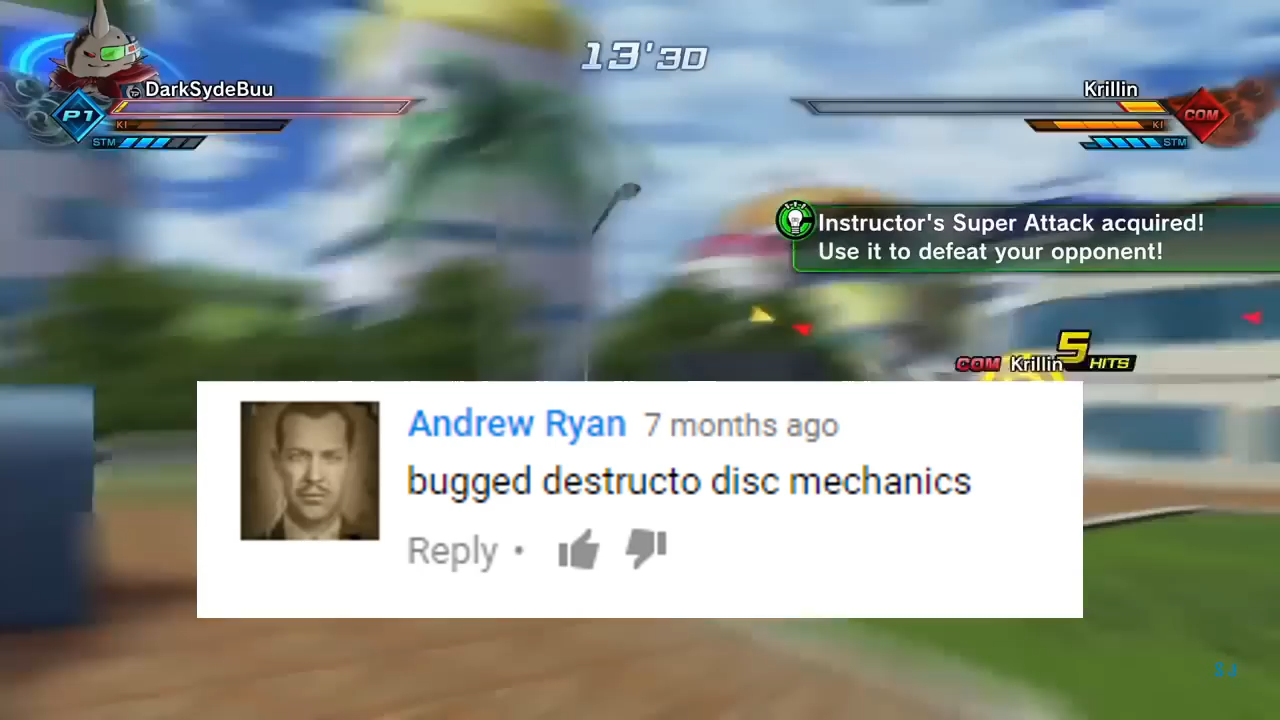 13'30
DarkSydeBuu
Krillin
P1
COM
KI
KI
STM
STM
Instructor's Super Attack acquired!
Use it to defeat your opponent!
COM Krillin 5 HITS
Andrew Ryan 7 months ago
bugged destructo disc mechanics
Reply •